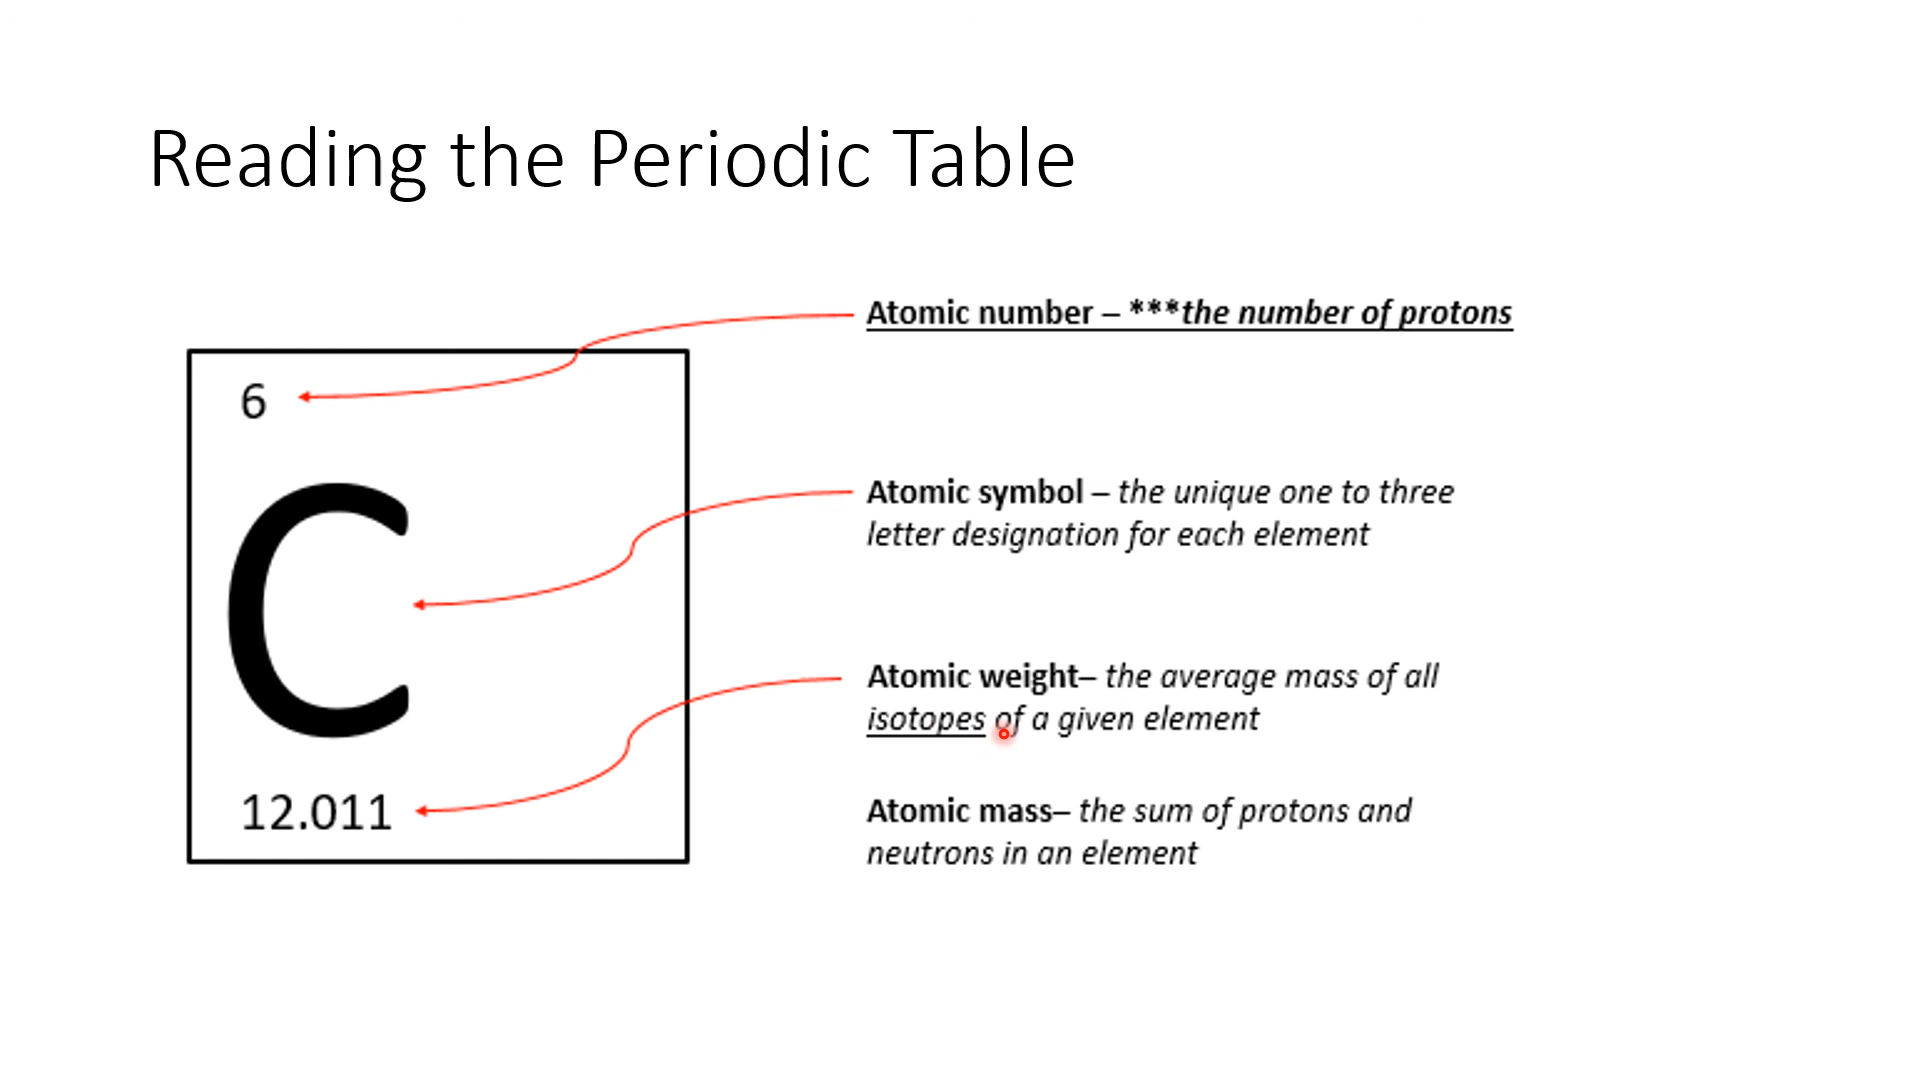 Reading the Periodic Table
Atomic number – ***the number of protons
6
C
Atomic symbol – the unique one to three
letter designation for each element
Atomic weight– the average mass of all
isotopes of a given element
12.011
Atomic mass– the sum of protons and
neutrons in an element